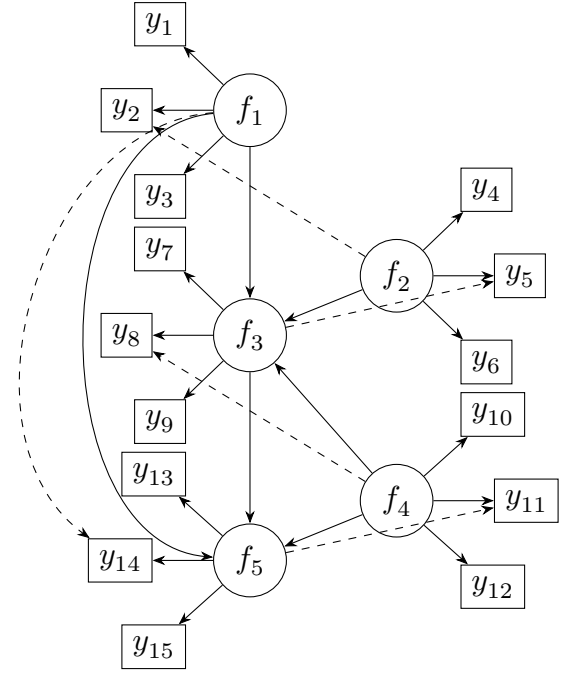 y₁
y₂
f₁
y₃
y₄
y₇
f₂
y₅
y₈
f₃
y₆
y₉
y₁₀
y₁₃
f₄
y₁₁
y₁₄
f₅
y₁₂
y₁₅